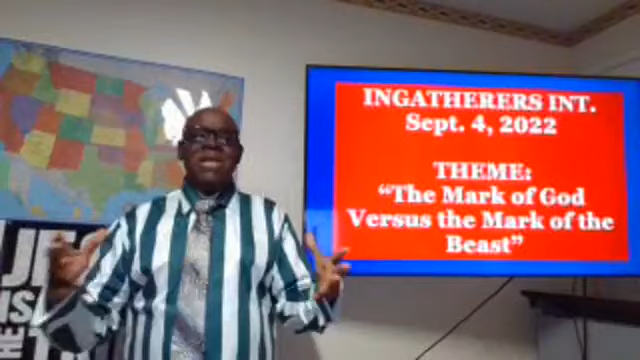 INGATHERERS INT.
Sept. 4, 2022
THEME:
“The Mark of God
Versus the Mark of the
Beast”